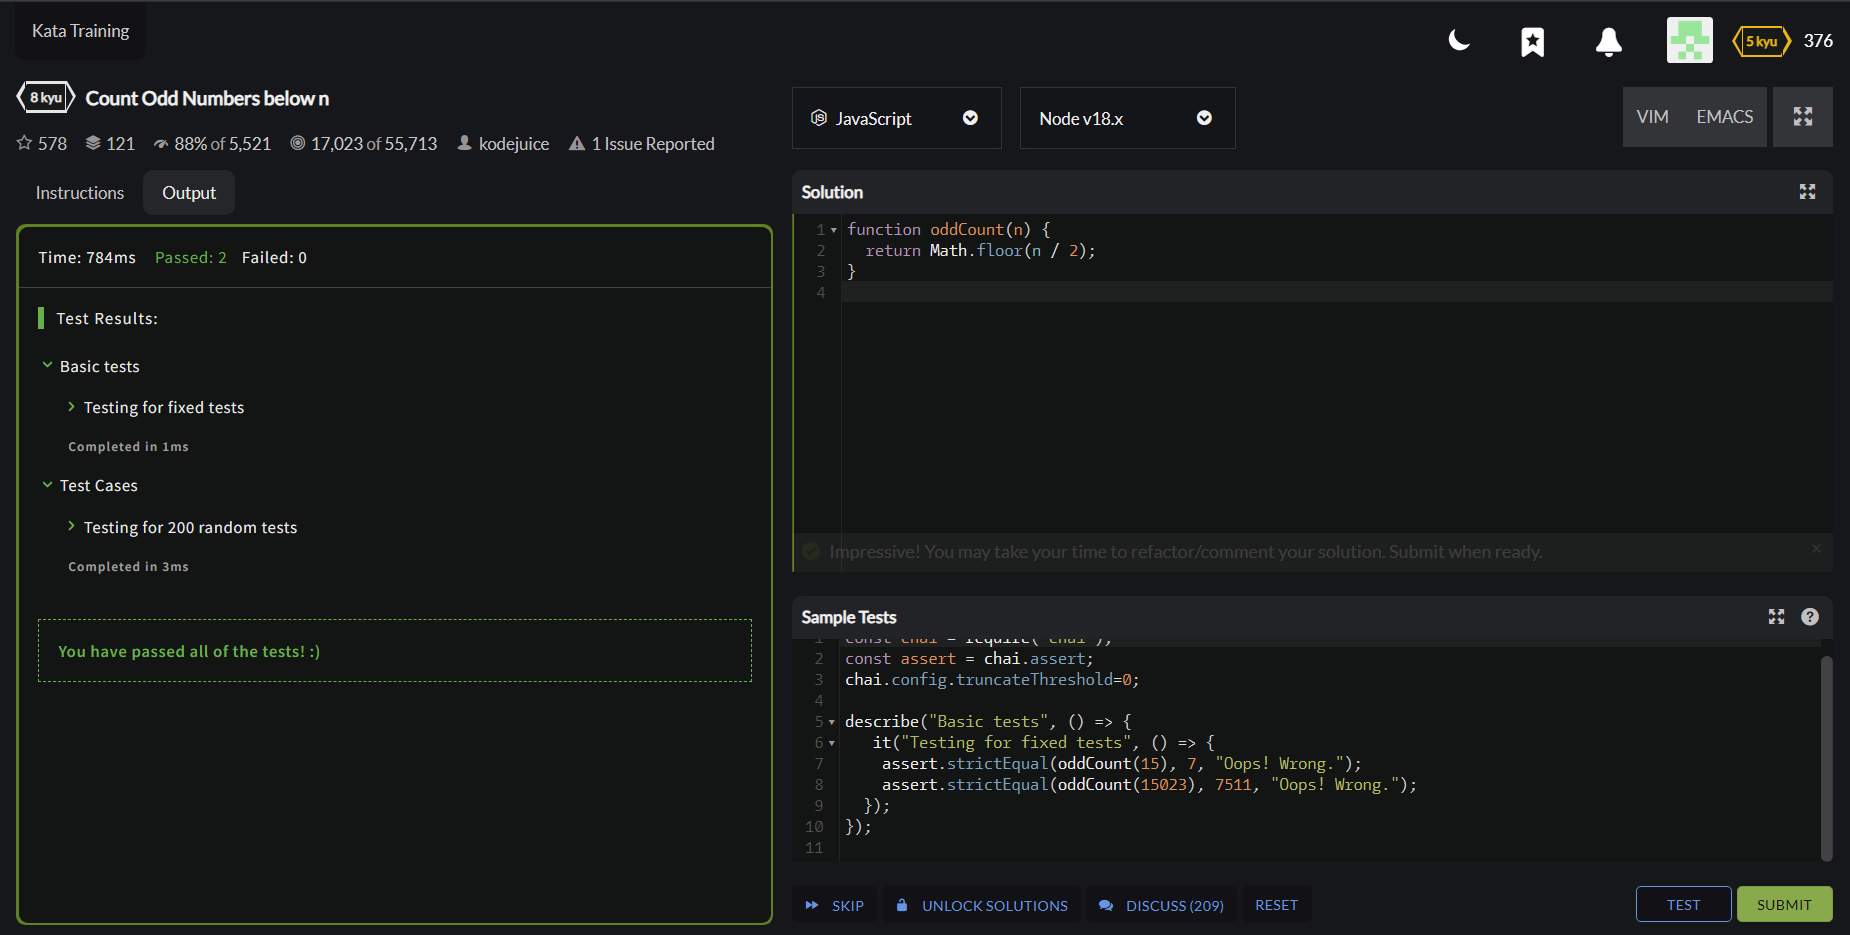 Kata Training
5 kyu 376
8 kyu Count Odd Numbers below n
578 121 88% of 5,521 17,023 of 55,713 kodejuice 1 Issue Reported
Instructions Output
Time: 784ms Passed: 2 Failed: 0
Test Results:
Basic tests
Testing for fixed tests
Completed in 1ms
Test Cases
Testing for 200 random tests
Completed in 3ms
You have passed all of the tests! :)
JavaScript Node v18.x VIM EMACS
Solution
1 function oddCount(n) {
2 return Math.floor(n / 2);
3 }
4
Impressive! You may take your time to refactor/comment your solution. Submit when ready.
Sample Tests
1 const chai = require("chai");
2 const assert = chai.assert;
3 chai.config.truncateThreshold=0;
4
5 describe("Basic tests", () => {
6 it("Testing for fixed tests", () => {
7 assert.strictEqual(oddCount(15), 7, "Oops! Wrong.");
8 assert.strictEqual(oddCount(15023), 7511, "Oops! Wrong.");
9 });
10 });
11
SKIP UNLOCK SOLUTIONS DISCUSS (209) RESET TEST SUBMIT